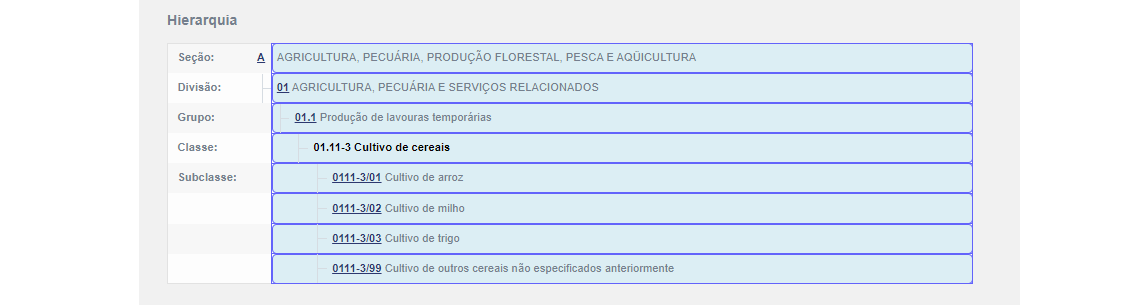 Hierarquia
Seção: A AGRICULTURA, PECUÁRIA, PRODUÇÃO FLORESTAL, PESCA E AQÜICULTURA
Divisão: 01 AGRICULTURA, PECUÁRIA E SERVIÇOS RELACIONADOS
Grupo: 01.1 Produção de lavouras temporárias
Classe: 01.11-3 Cultivo de cereais
Subclasse: 0111-3/01 Cultivo de arroz
0111-3/02 Cultivo de milho
0111-3/03 Cultivo de trigo
0111-3/99 Cultivo de outros cereais não especificados anteriormente